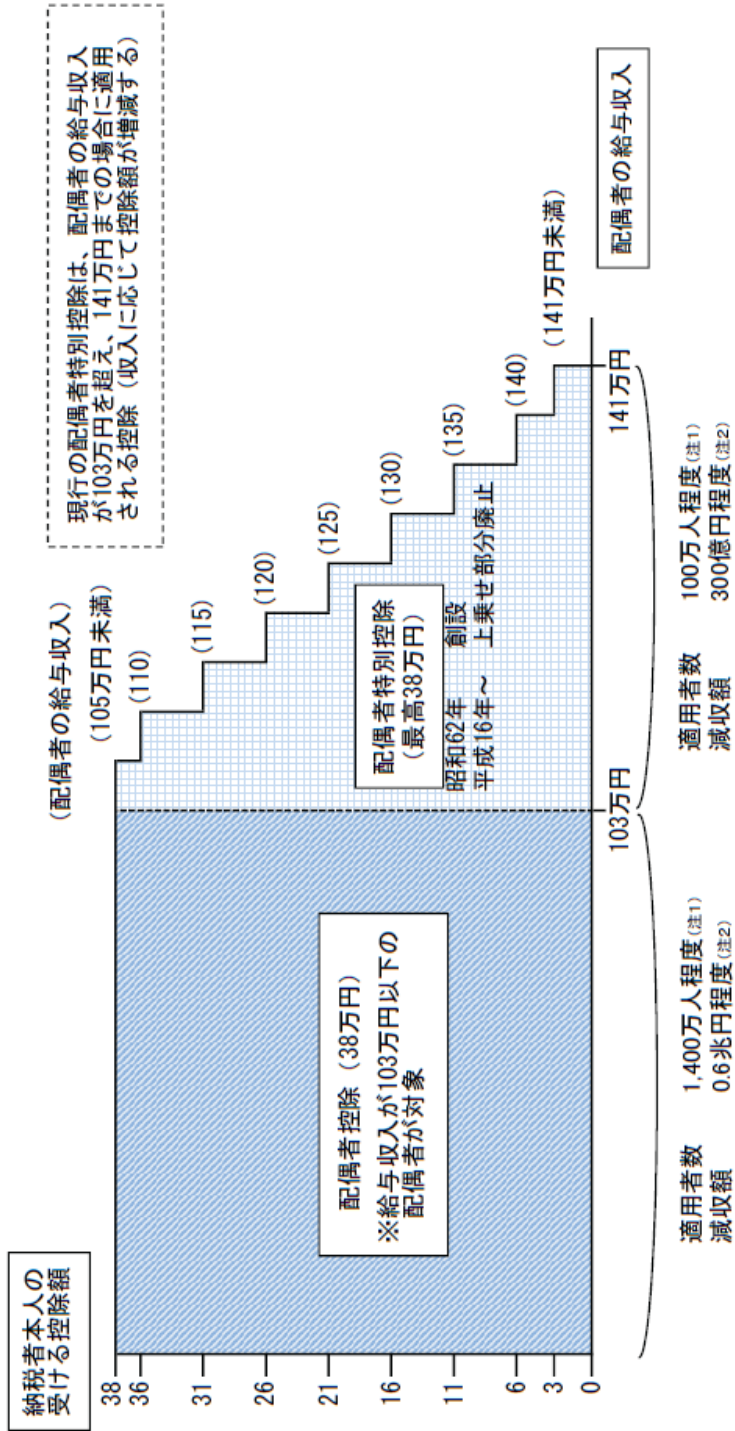 納税者本人の
受ける控除額
現行の配偶者特別控除は、配偶者の給与収入
が103万円を超え、141万円までの場合に適用
される控除（収入に応じて控除額が増減する）
（配偶者の給与収入）
(105万円未満)
(110)
(115)
(120)
(125)
(130)
(135)
(140)
(141万円未満)
38
36
31
26
21
16
11
6
3
0
配偶者控除（38万円）
※給与収入が103万円以下の
配偶者が対象
配偶者特別控除
（最高38万円）
昭和62年 創設
平成16年～ 上乗せ部分廃止
103万円
141万円
配偶者の給与収入
適用者数 1,400万人程度(注1)
減収額 0.6兆円程度(注2)
適用者数 100万人程度(注1)
減収額 300億円程度(注2)